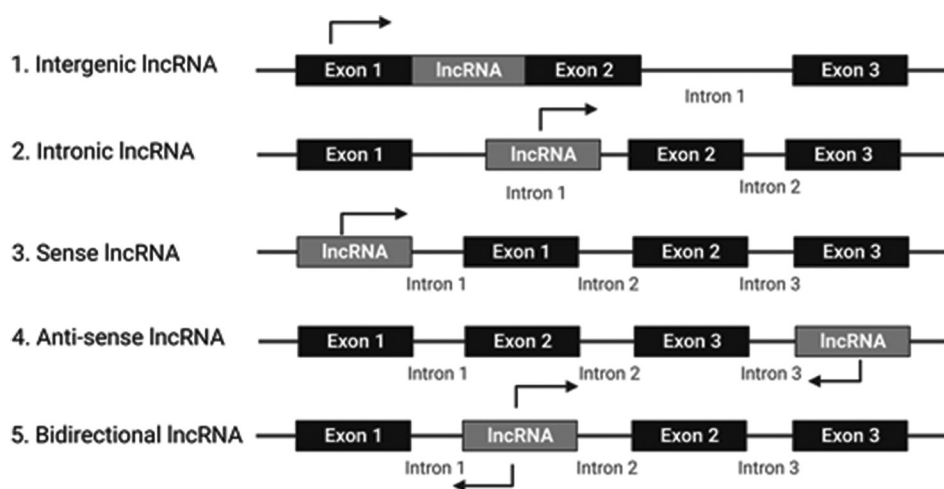 1. Intergenic lncRNA Exon 1 lncRNA Exon 2 Exon 3
Intron 1
2. Intronic lncRNA Exon 1 lncRNA Exon 2 Exon 3
Intron 1 Intron 2
3. Sense lncRNA lncRNA Exon 1 Exon 2 Exon 3
Intron 1 Intron 2 Intron 3
4. Anti-sense lncRNA Exon 1 Exon 2 Exon 3 lncRNA
Intron 1 Intron 2 Intron 3
5. Bidirectional lncRNA Exon 1 lncRNA Exon 2 Exon 3
Intron 1 Intron 2 Intron 3